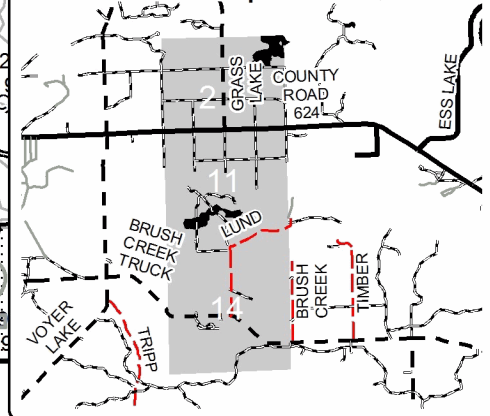 2
GRASS
LAKE
COUNTY
ROAD
624
ESS LAKE
11
LUND
BRUSH
CREEK
TRUCK
14
BRUSH
CREEK
TIMBER
VOYER
LAKE
TRIPP